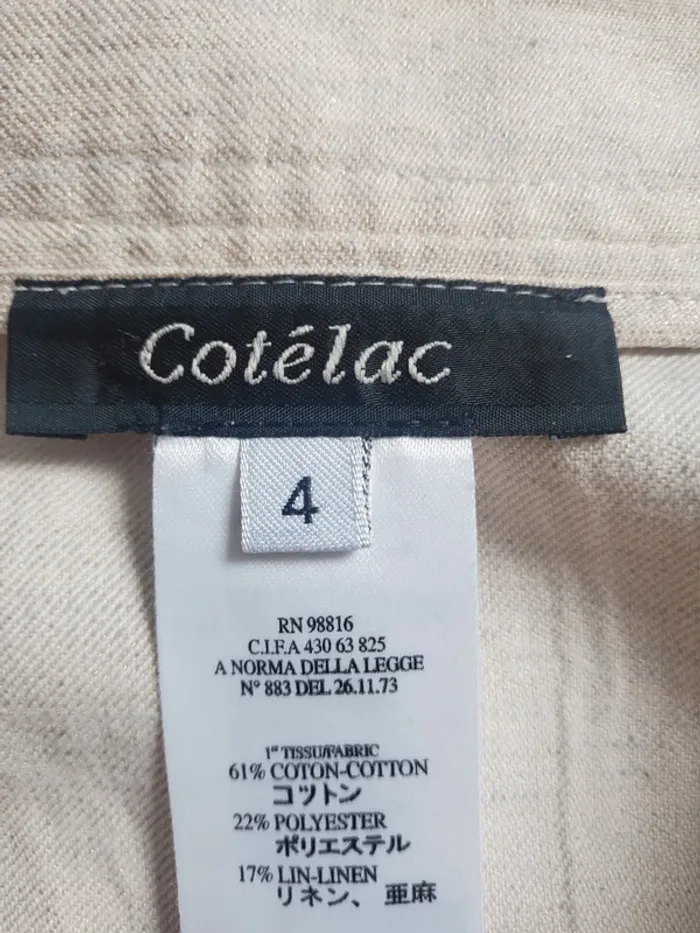 Cotélac
4
RN 98816
C.I.F.A 430 63 825
A NORMA DELLA LEGGE
N° 883 DEL 26.11.73
1st TISSU/FABRIC
61% COTON-COTTON
コットン
22% POLYESTER
ポリエステル
17% LIN-LINEN
リネン、亜麻